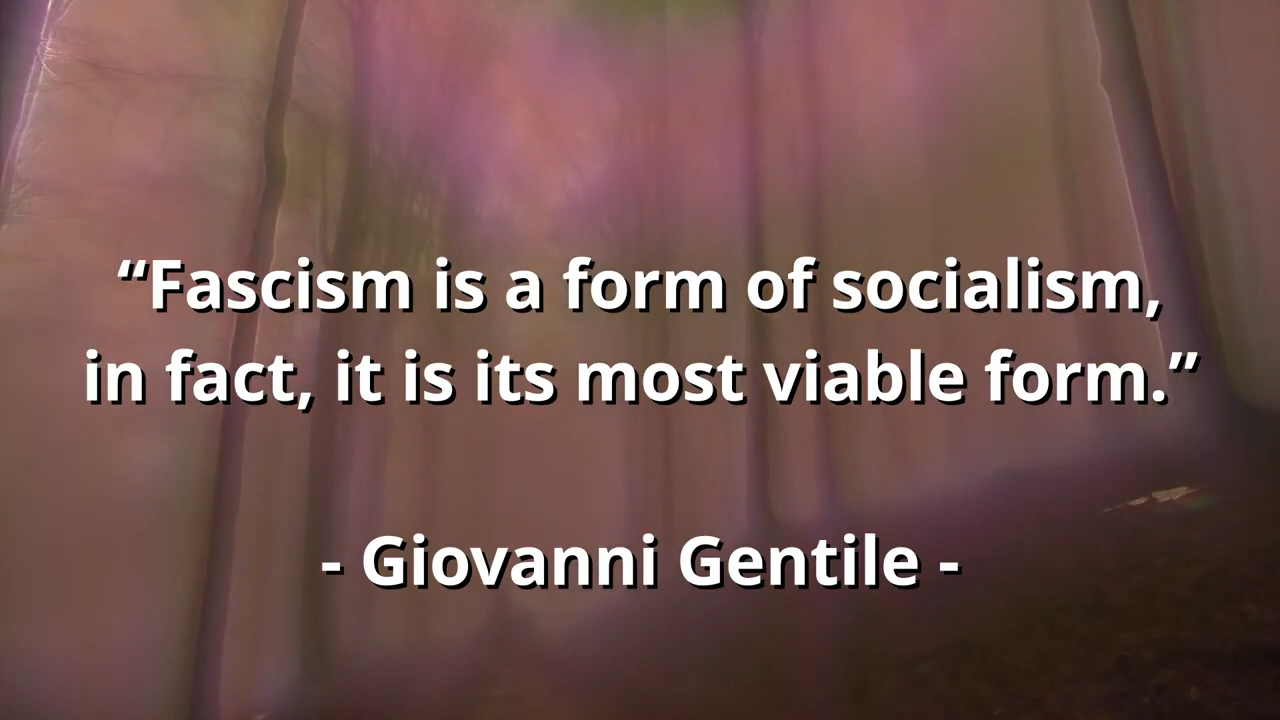 “Fascism is a form of socialism,
in fact, it is its most viable form.”
- Giovanni Gentile -